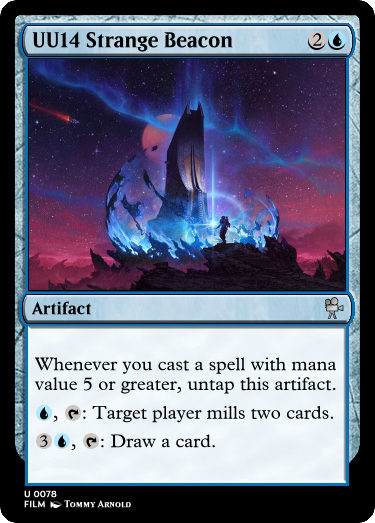 UU14 Strange Beacon 2
Artifact
Whenever you cast a spell with mana
value 5 or greater, untap this artifact.
, : Target player mills two cards.
3 , : Draw a card.
U 0078
FILM Tommy Arnold